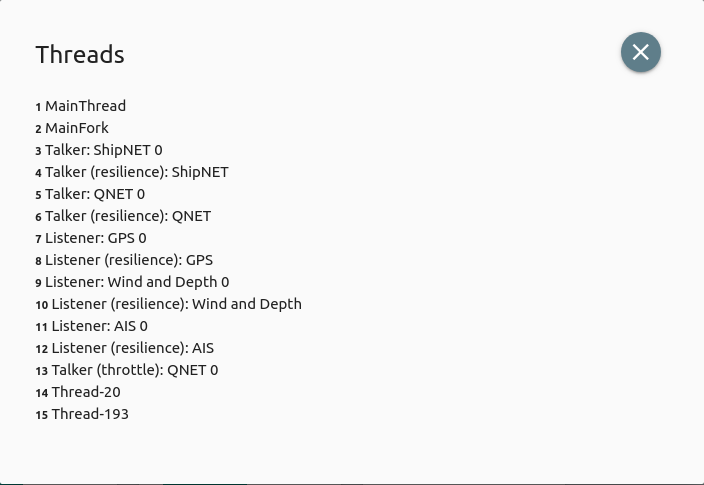 Threads
1 MainThread
2 MainFork
3 Talker: ShipNET 0
4 Talker (resilience): ShipNET
5 Talker: QNET 0
6 Talker (resilience): QNET
7 Listener: GPS 0
8 Listener (resilience): GPS
9 Listener: Wind and Depth 0
10 Listener (resilience): Wind and Depth
11 Listener: AIS 0
12 Listener (resilience): AIS
13 Talker (throttle): QNET 0
14 Thread-20
15 Thread-193